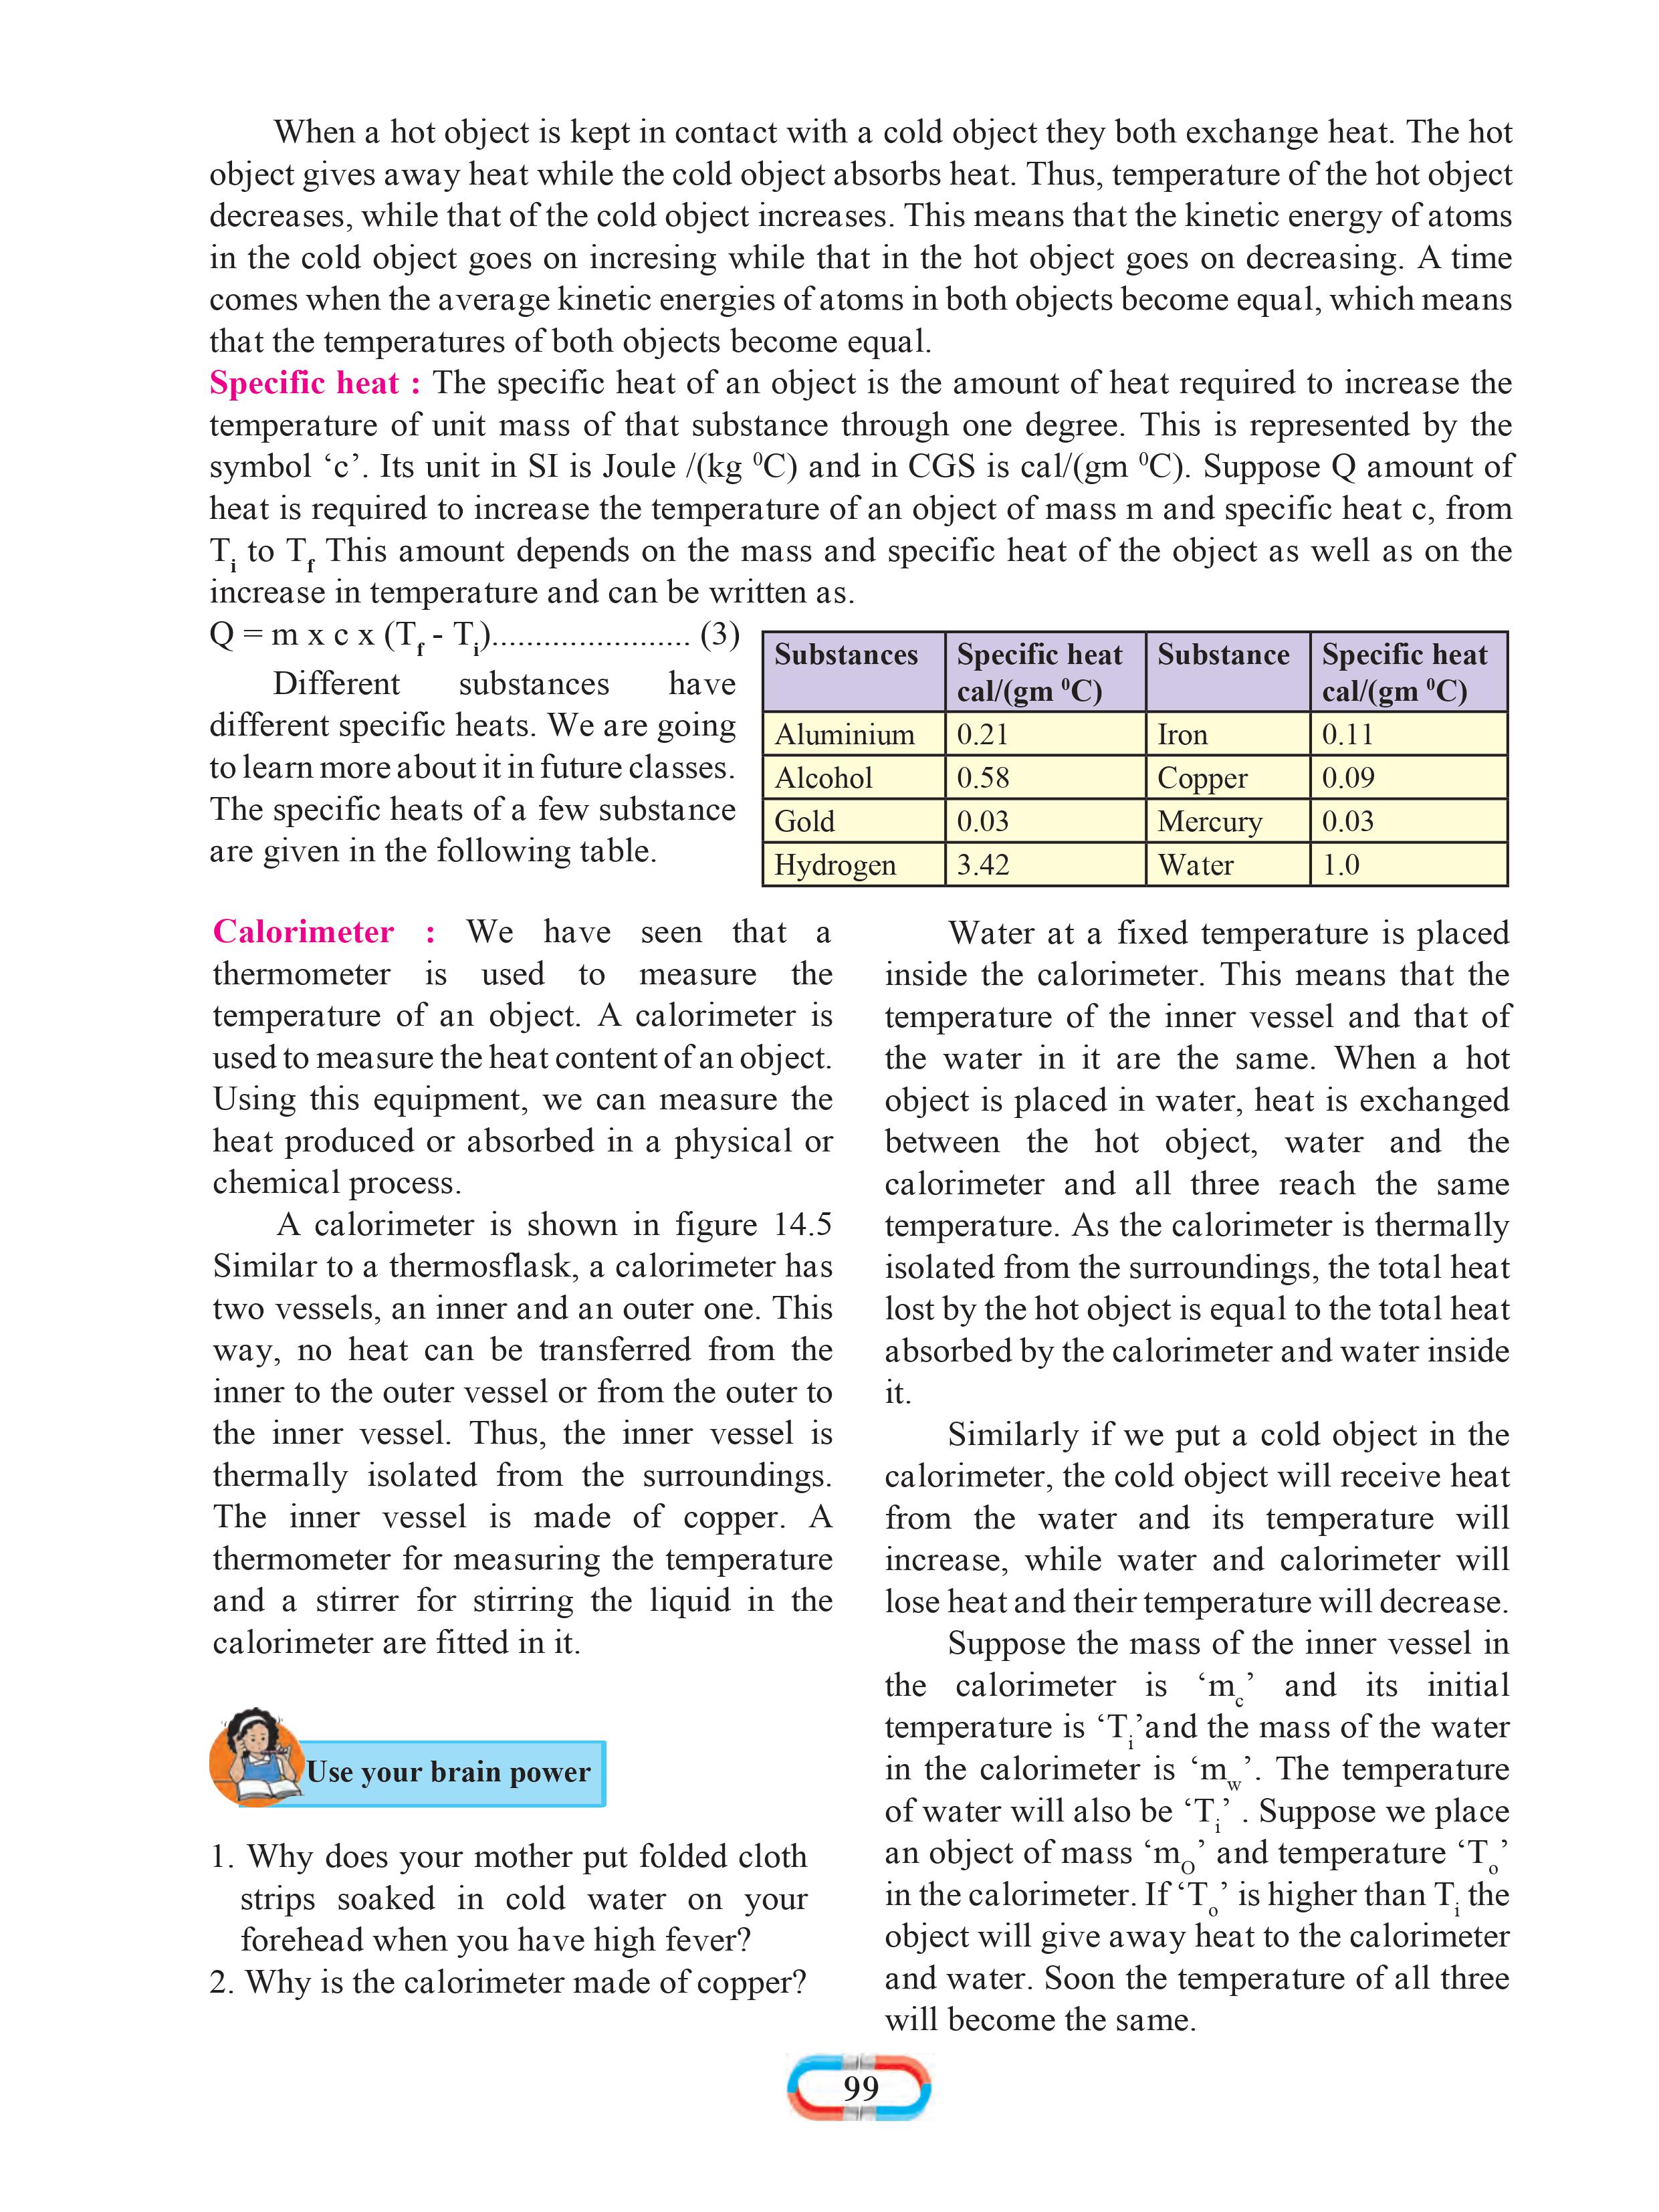 When a hot object is kept in contact with a cold object they both exchange heat. The hot
object gives away heat while the cold object absorbs heat. Thus, temperature of the hot object
decreases, while that of the cold object increases. This means that the kinetic energy of atoms
in the cold object goes on incresing while that in the hot object goes on decreasing. A time
comes when the average kinetic energies of atoms in both objects become equal, which means
that the temperatures of both objects become equal.
Specific heat : The specific heat of an object is the amount of heat required to increase the
temperature of unit mass of that substance through one degree. This is represented by the
symbol ‘c’. Its unit in SI is Joule /(kg ⁰C) and in CGS is cal/(gm ⁰C). Suppose Q amount of
heat is required to increase the temperature of an object of mass m and specific heat c, from
Tᵢ to T_f This amount depends on the mass and specific heat of the object as well as on the
increase in temperature and can be written as.
Q = m x c x (T_f - Tᵢ)....................... (3)
Different substances have
different specific heats. We are going
to learn more about it in future classes.
The specific heats of a few substance
are given in the following table.
Substances Specific heat cal/(gm ⁰C) Substance Specific heat cal/(gm ⁰C)
Aluminium 0.21 Iron 0.11
Alcohol 0.58 Copper 0.09
Gold 0.03 Mercury 0.03
Hydrogen 3.42 Water 1.0
Calorimeter : We have seen that a
thermometer is used to measure the
temperature of an object. A calorimeter is
used to measure the heat content of an object.
Using this equipment, we can measure the
heat produced or absorbed in a physical or
chemical process.
A calorimeter is shown in figure 14.5
Similar to a thermosflask, a calorimeter has
two vessels, an inner and an outer one. This
way, no heat can be transferred from the
inner to the outer vessel or from the outer to
the inner vessel. Thus, the inner vessel is
thermally isolated from the surroundings.
The inner vessel is made of copper. A
thermometer for measuring the temperature
and a stirrer for stirring the liquid in the
calorimeter are fitted in it.
Use your brain power
1. Why does your mother put folded cloth
strips soaked in cold water on your
forehead when you have high fever?
2. Why is the calorimeter made of copper?
Water at a fixed temperature is placed
inside the calorimeter. This means that the
temperature of the inner vessel and that of
the water in it are the same. When a hot
object is placed in water, heat is exchanged
between the hot object, water and the
calorimeter and all three reach the same
temperature. As the calorimeter is thermally
isolated from the surroundings, the total heat
lost by the hot object is equal to the total heat
absorbed by the calorimeter and water inside
it.
Similarly if we put a cold object in the
calorimeter, the cold object will receive heat
from the water and its temperature will
increase, while water and calorimeter will
lose heat and their temperature will decrease.
Suppose the mass of the inner vessel in
the calorimeter is ‘m_c’ and its initial
temperature is ‘Tᵢ’and the mass of the water
in the calorimeter is ‘m_w’. The temperature
of water will also be ‘Tᵢ’ . Suppose we place
an object of mass ‘m_O’ and temperature ‘T_o’
in the calorimeter. If ‘T_o’ is higher than Tᵢ the
object will give away heat to the calorimeter
and water. Soon the temperature of all three
will become the same.
99